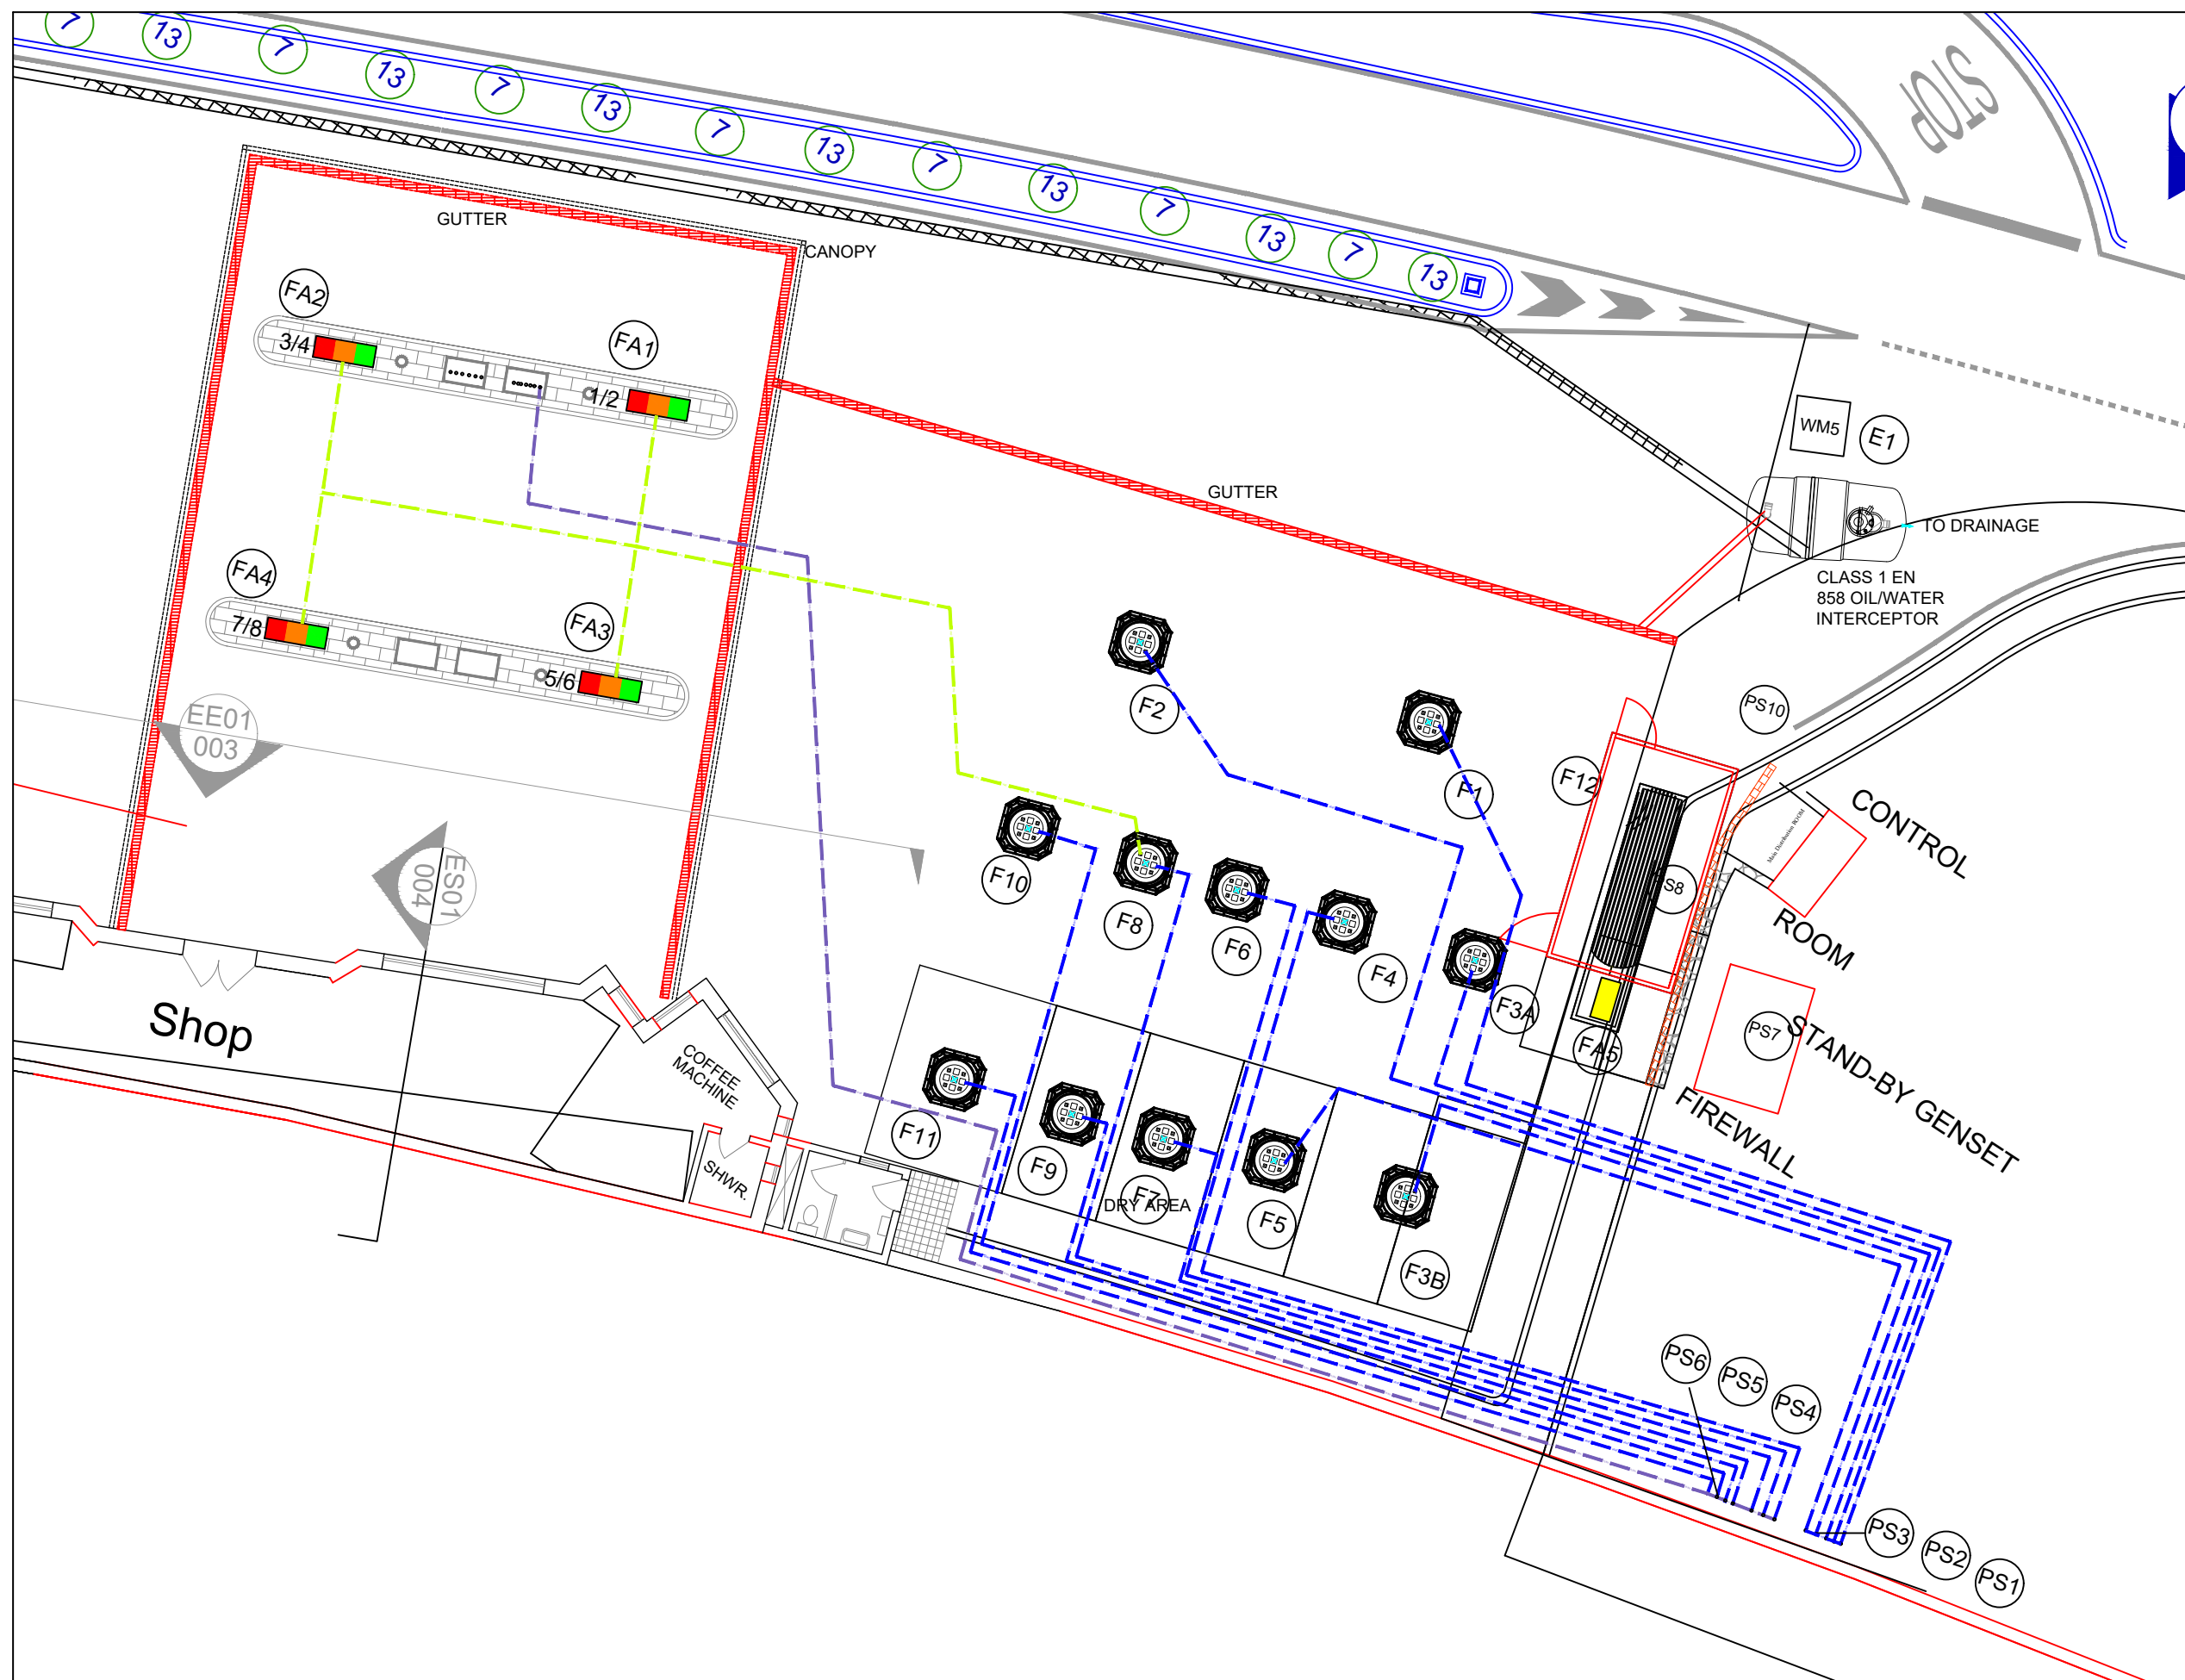 7
13
7
13
7
13
7
13
7
13
7
13
7
13
STOP
GUTTER
CANOPY
FA2
3/4
FA1
1/2
WM5
E1
GUTTER
TO DRAINAGE
CLASS 1 EN
858 OIL/WATER
INTERCEPTOR
FA4
7/8
FA3
5/6
EE01
003
F2
F1
F12
PS10
CONTROL
ROOM
Main Distribution ROOM
ES01
004
F10
F8
F6
F4
F3A
S8
FA5
PS7
STAND-BY GENSET
FIREWALL
Shop
COFFEE
MACHINE
SHWR.
F11
F9
F7
DRY AREA
F5
F3B
PS6
PS5
PS4
PS3
PS2
PS1